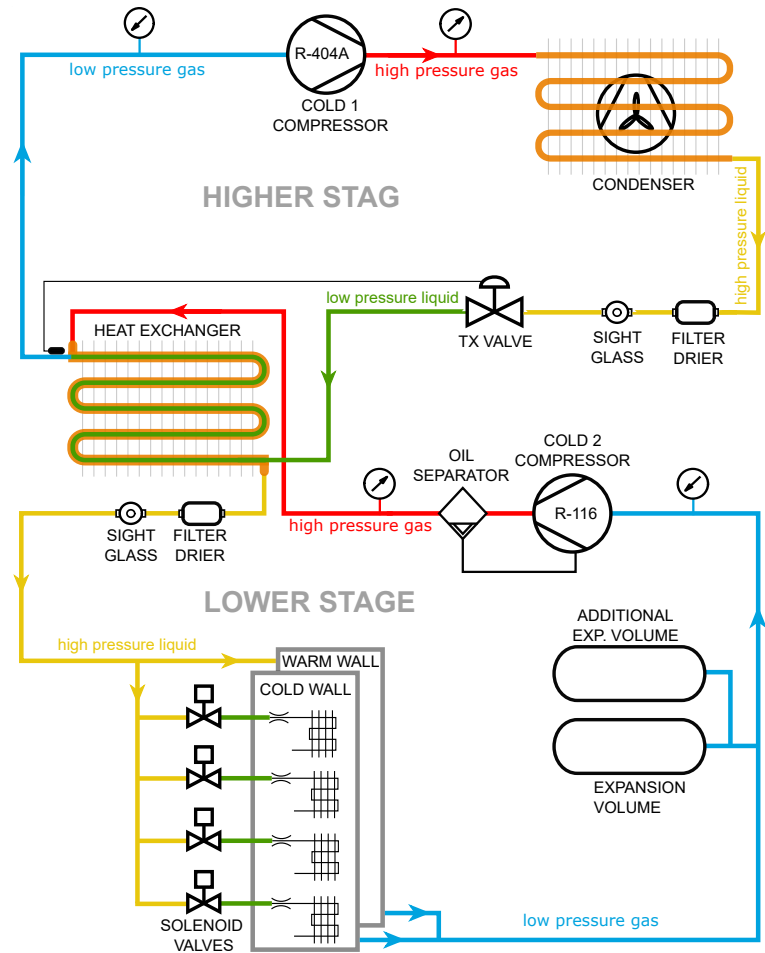 R-404A
low pressure gas
high pressure gas
COLD 1
COMPRESSOR
CONDENSER
high pressure liquid
HIGHER STAG
low pressure liquid
HEAT EXCHANGER
TX VALVE
SIGHT
GLASS
FILTER
DRIER
OIL
SEPARATOR
COLD 2
COMPRESSOR
R-116
high pressure gas
SIGHT
GLASS
FILTER
DRIER
LOWER STAGE
high pressure liquid
WARM WALL
COLD WALL
ADDITIONAL
EXP. VOLUME
EXPANSION
VOLUME
SOLENOID
VALVES
low pressure gas